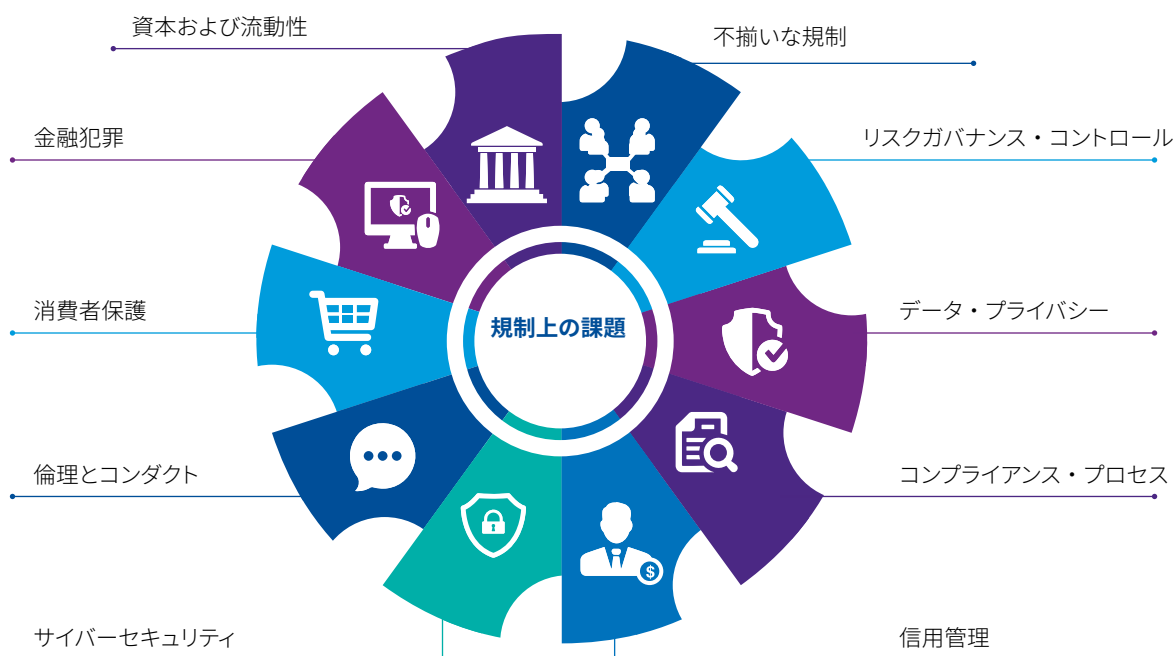 資本および流動性
不揃いな規制
金融犯罪
リスクガバナンス・コントロール
消費者保護
規制上の課題
データ・プライバシー
倫理とコンダクト
コンプライアンス・プロセス
$
サイバーセキュリティ
信用管理